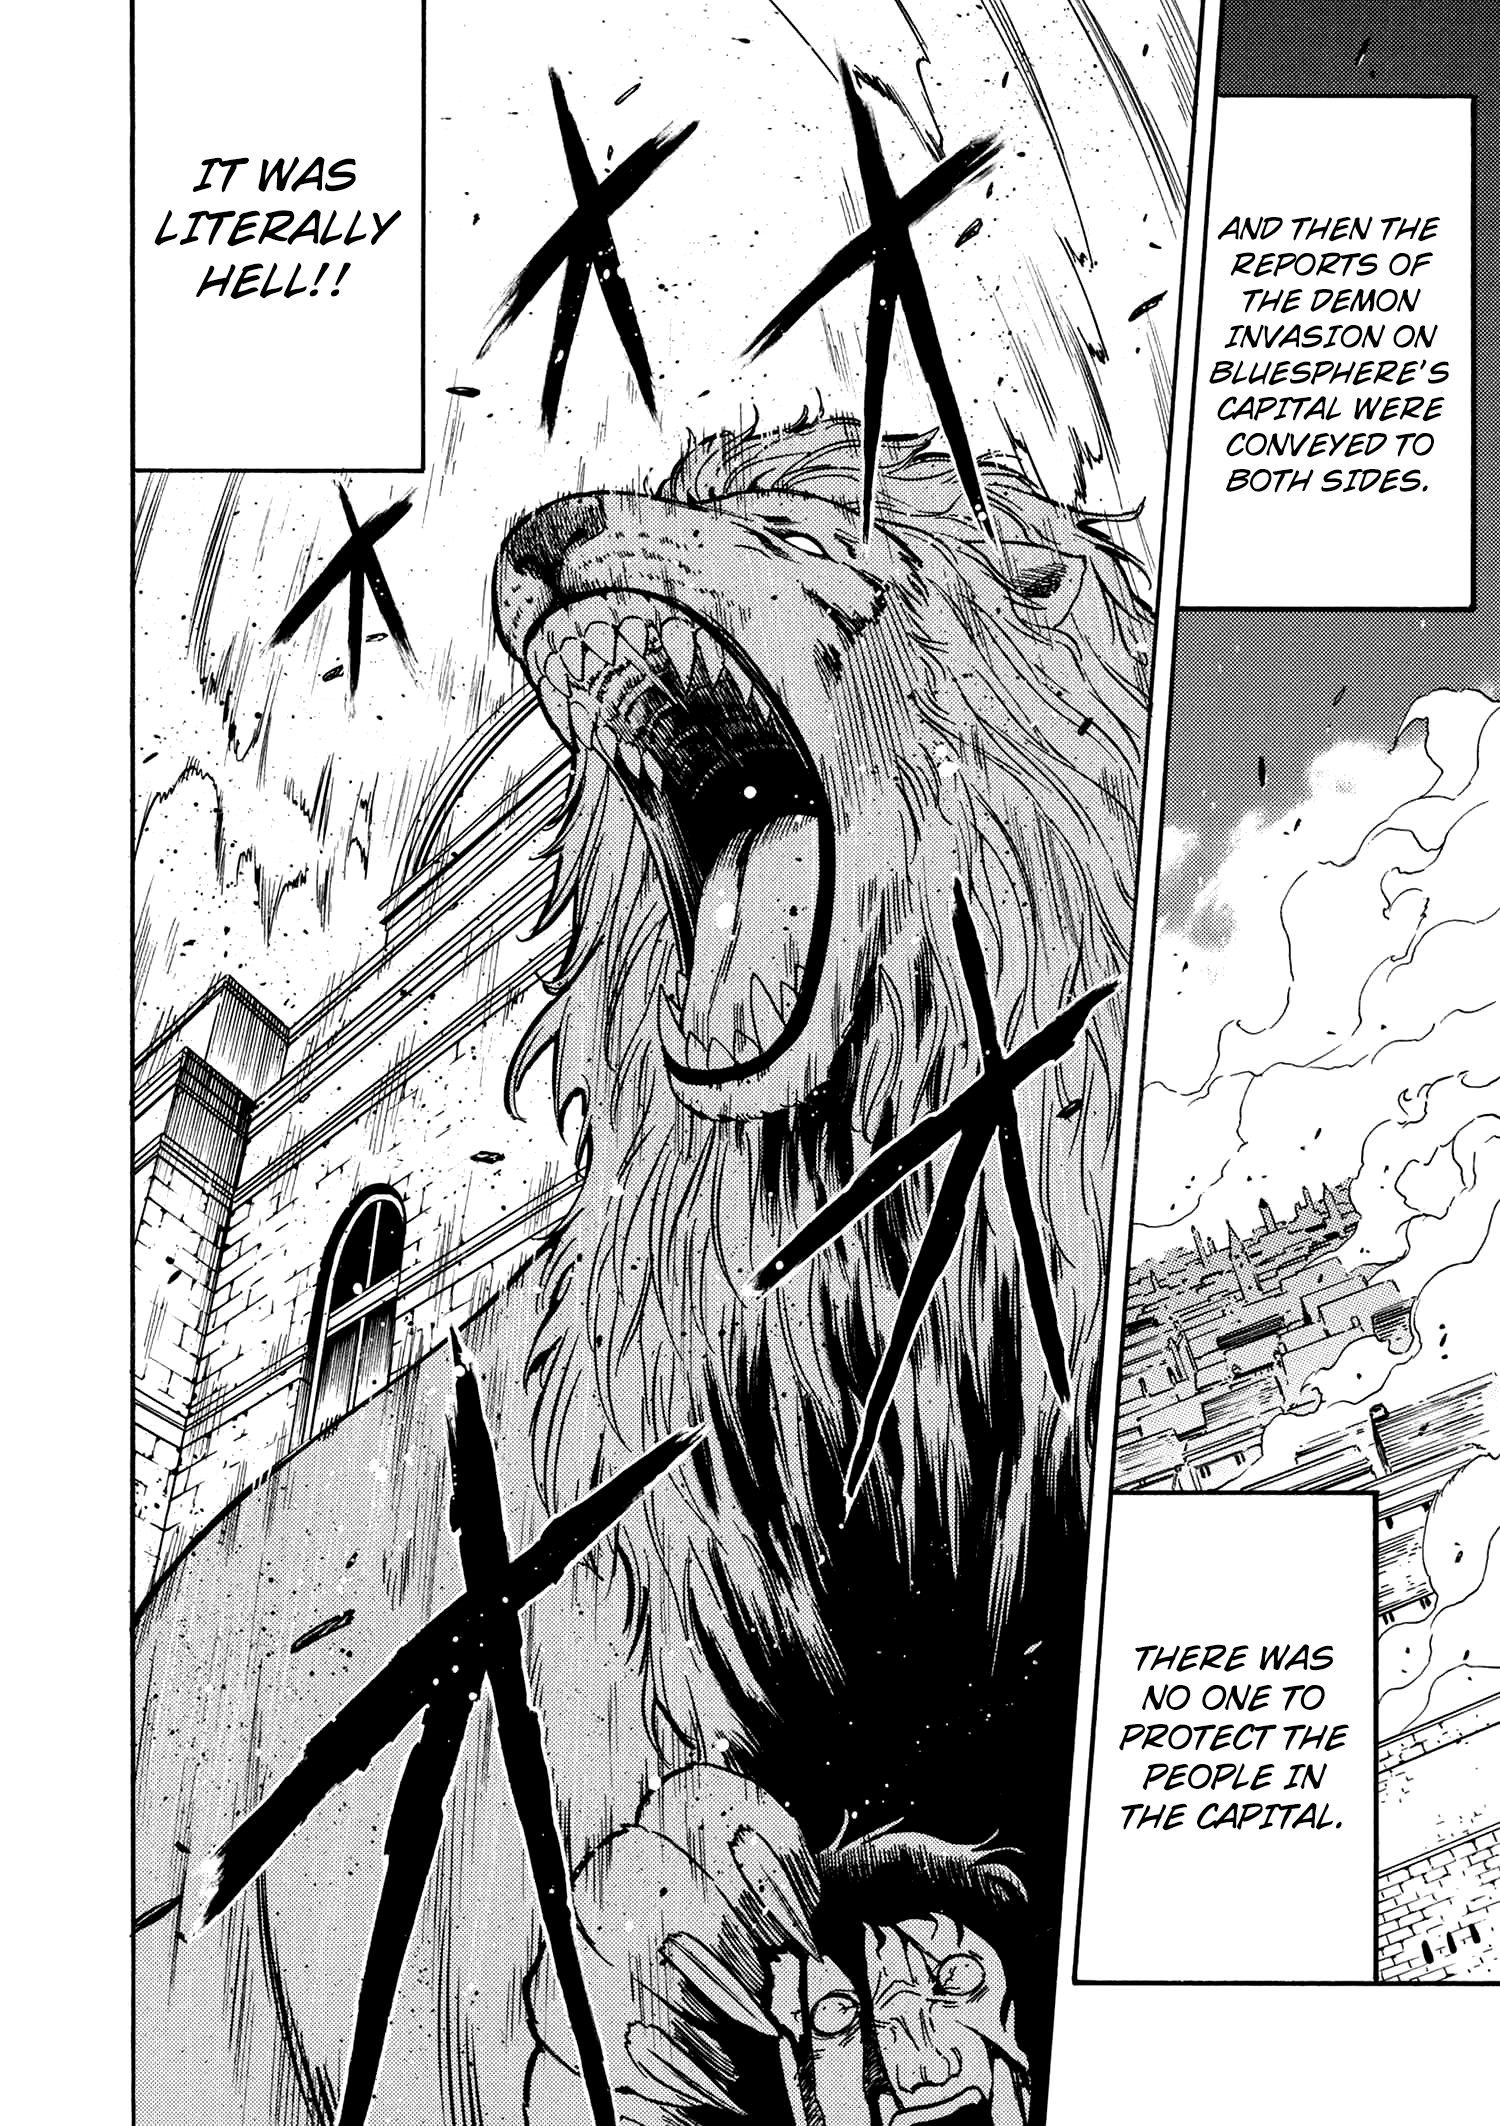 AND THEN THE
REPORTS OF
THE DEMON
INVASION ON
BLUESPHERE'S
CAPITAL WERE
CONVEYED TO
BOTH SIDES.
THERE WAS
NO ONE TO
PROTECT THE
PEOPLE IN
THE CAPITAL.
IT WAS
LITERALLY
HELL!!